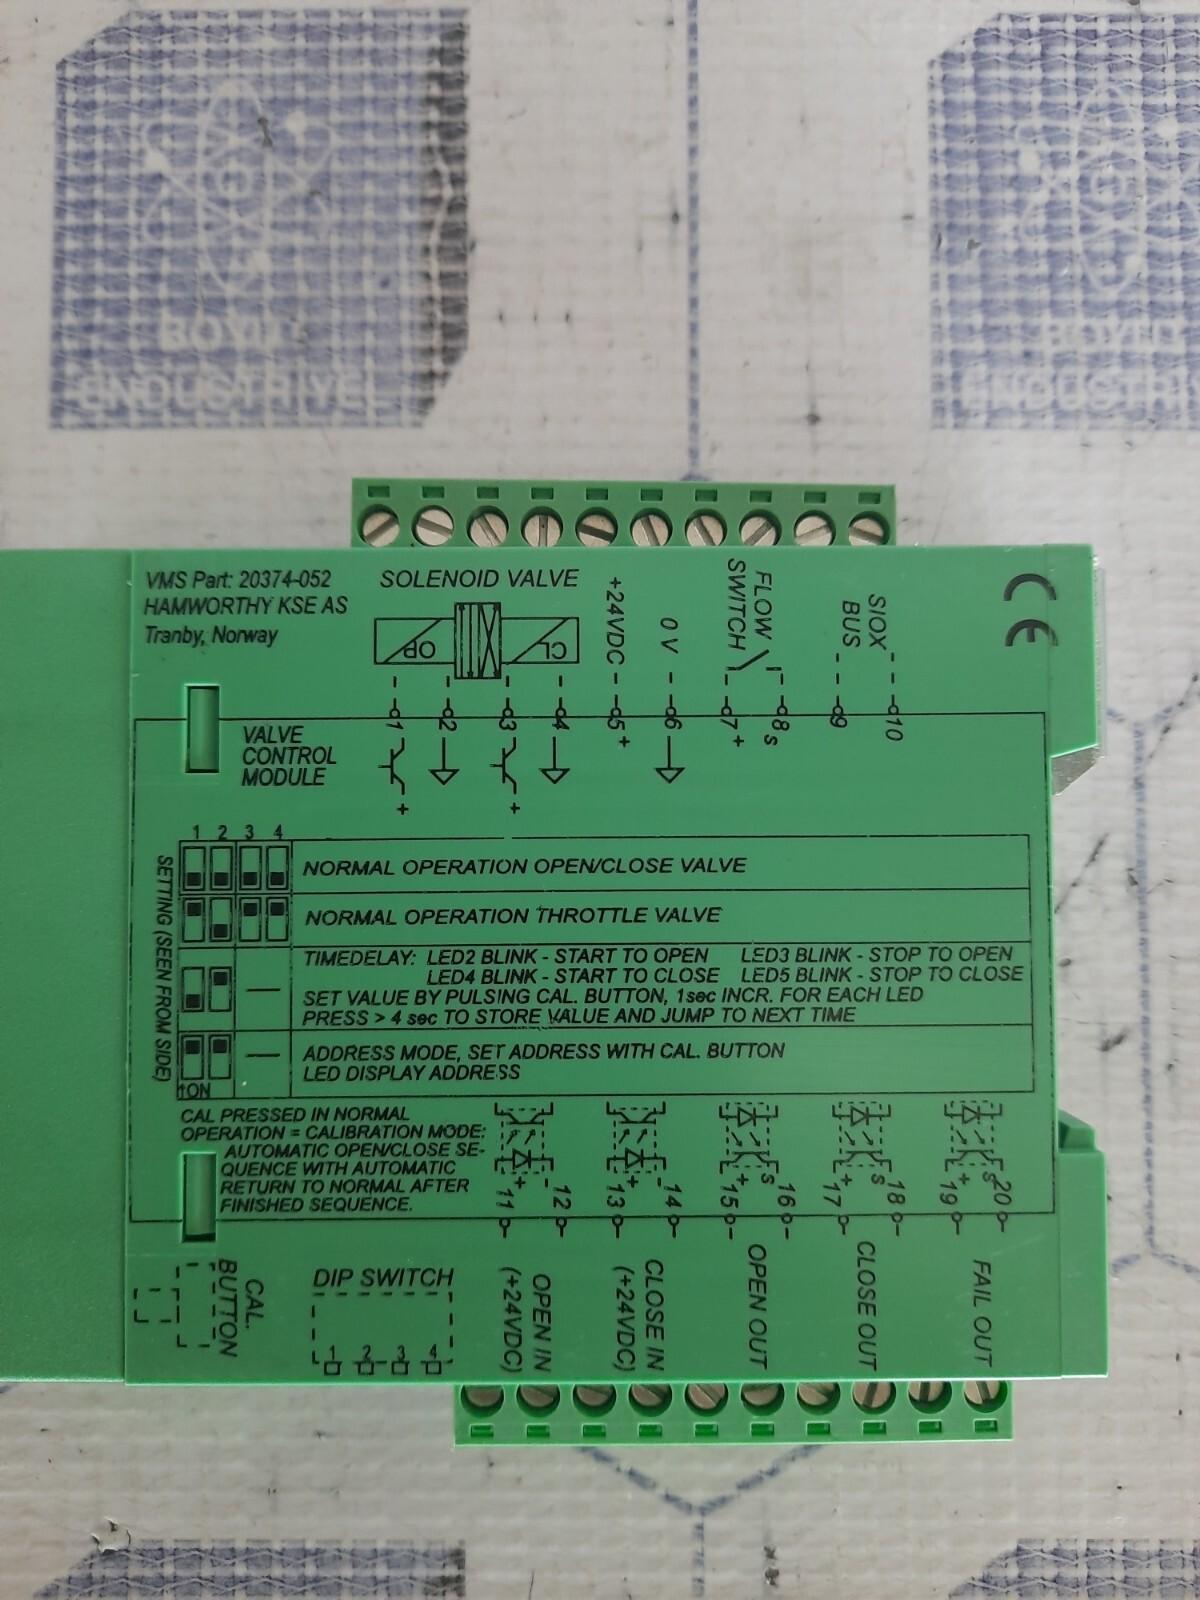 BOYID
ENDUSTRIYEL
BOYID
ENDUSTRIYE
VMS Part: 20374-052
HAMWORTHY KSE AS
Tranby, Norway
SOLENOID VALVE
OP
CL
+24VDC
0 V
FLOW
SWITCH
SIOX
BUS
CE
1 2 3 4 5 6 7 8 9 10
+ + + s
+ +
VALVE
CONTROL
MODULE
1 2 3 4
SETTING (SEEN FROM SIDE)
NORMAL OPERATION OPEN/CLOSE VALVE
NORMAL OPERATION THROTTLE VALVE
TIMEDELAY: LED2 BLINK - START TO OPEN LED3 BLINK - STOP TO OPEN
LED4 BLINK - START TO CLOSE LED5 BLINK - STOP TO CLOSE
SET VALUE BY PULSING CAL. BUTTON, 1sec INCR. FOR EACH LED
PRESS > 4 sec TO STORE VALUE AND JUMP TO NEXT TIME
ADDRESS MODE, SET ADDRESS WITH CAL. BUTTON
LED DISPLAY ADDRESS
↑ON
CAL PRESSED IN NORMAL
OPERATION = CALIBRATION MODE:
AUTOMATIC OPEN/CLOSE SE-
QUENCE WITH AUTOMATIC
RETURN TO NORMAL AFTER
FINISHED SEQUENCE.
+ - + - + s + s + s
11 12 13 14 15 16 17 18 19 20
CAL.
BUTTON
DIP SWITCH
1 2 3 4
OPEN IN
(+24VDC)
CLOSE IN
(+24VDC)
OPEN OUT
CLOSE OUT
FAIL OUT